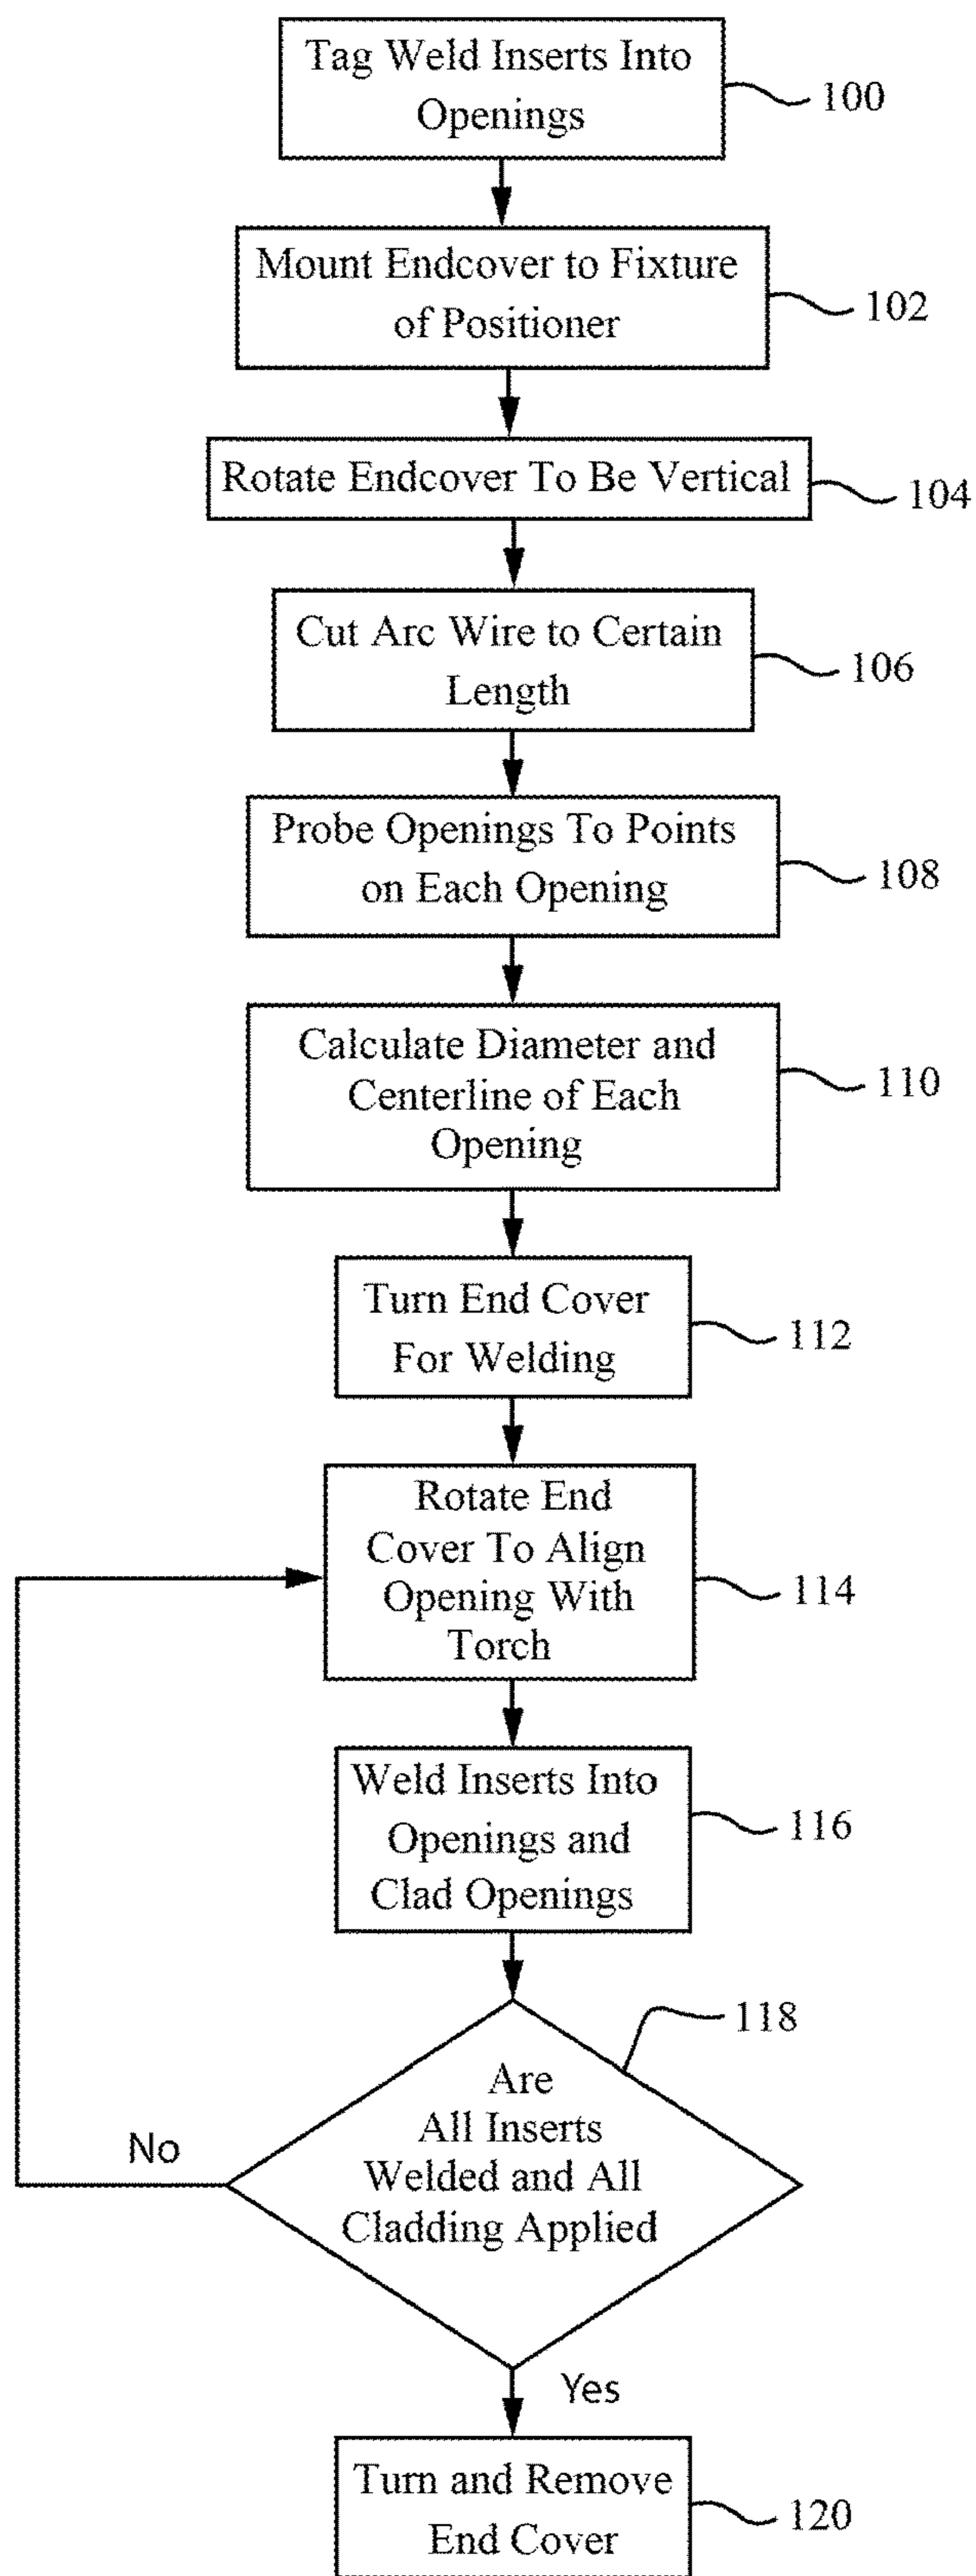 Tag Weld Inserts Into
Openings
100
Mount Endcover to Fixture
of Positioner
102
Rotate Endcover To Be Vertical
104
Cut Arc Wire to Certain
Length
106
Probe Openings To Points
on Each Opening
108
Calculate Diameter and
Centerline of Each
Opening
110
Turn End Cover
For Welding
112
Rotate End
Cover To Align
Opening With
Torch
114
Weld Inserts Into
Openings and
Clad Openings
116
118
Are
All Inserts
Welded and All
Cladding Applied
No
Yes
Turn and Remove
End Cover
120